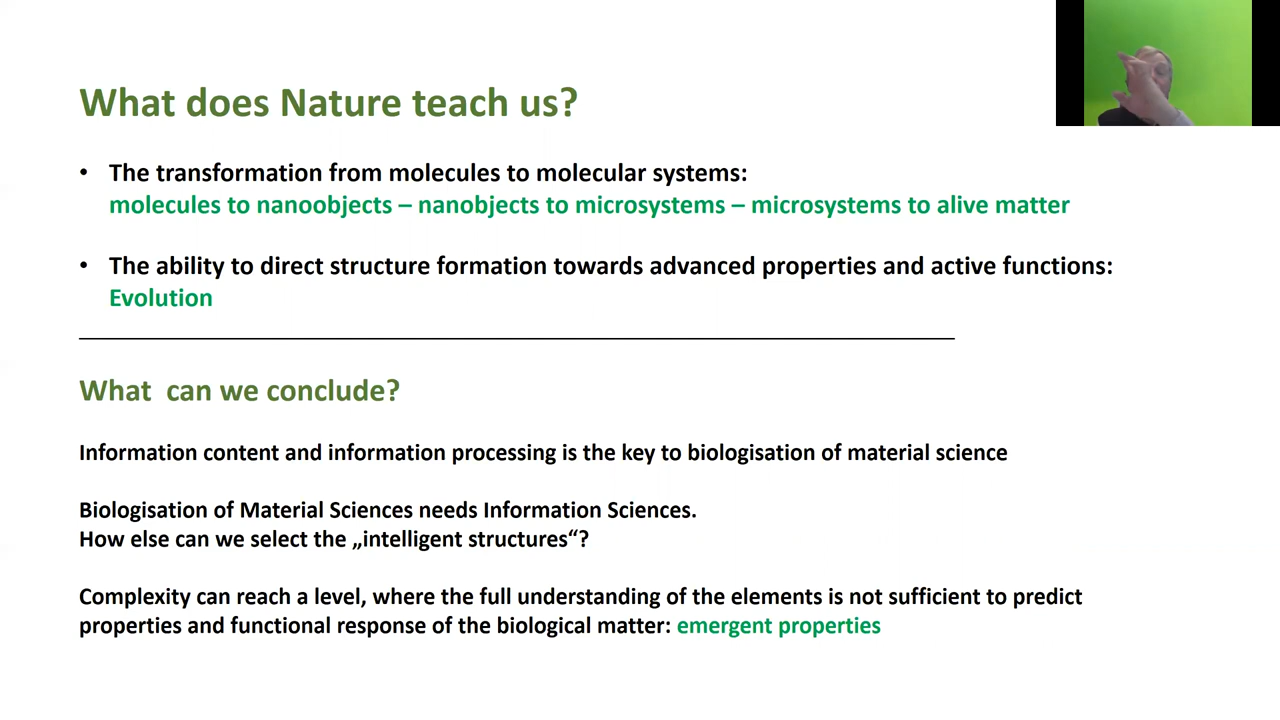 What does Nature teach us?
• The transformation from molecules to molecular systems:
molecules to nanoobjects – nanobjects to microsystems – microsystems to alive matter
• The ability to direct structure formation towards advanced properties and active functions:
Evolution
What  can we conclude?
Information content and information processing is the key to biologisation of material science
Biologisation of Material Sciences needs Information Sciences.
How else can we select the „intelligent structures“?
Complexity can reach a level, where the full understanding of the elements is not sufficient to predict
properties and functional response of the biological matter: emergent properties